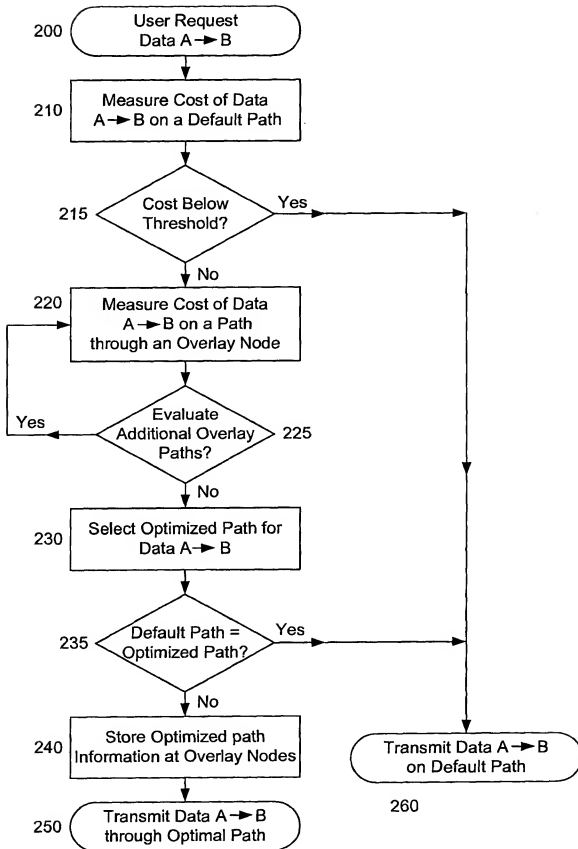 200
User Request
Data A→B
210
Measure Cost of Data
A→B on a Default Path
215
Cost Below
Threshold?
Yes
No
220
Measure Cost of Data
A→B on a Path
through an Overlay Node
Yes
Evaluate
Additional Overlay
Paths?
225
No
230
Select Optimized Path for
Data A→B
235
Default Path =
Optimized Path?
Yes
No
240
Store Optimized path
Information at Overlay Nodes
Transmit Data A→B
on Default Path
260
250
Transmit Data A→B
through Optimal Path